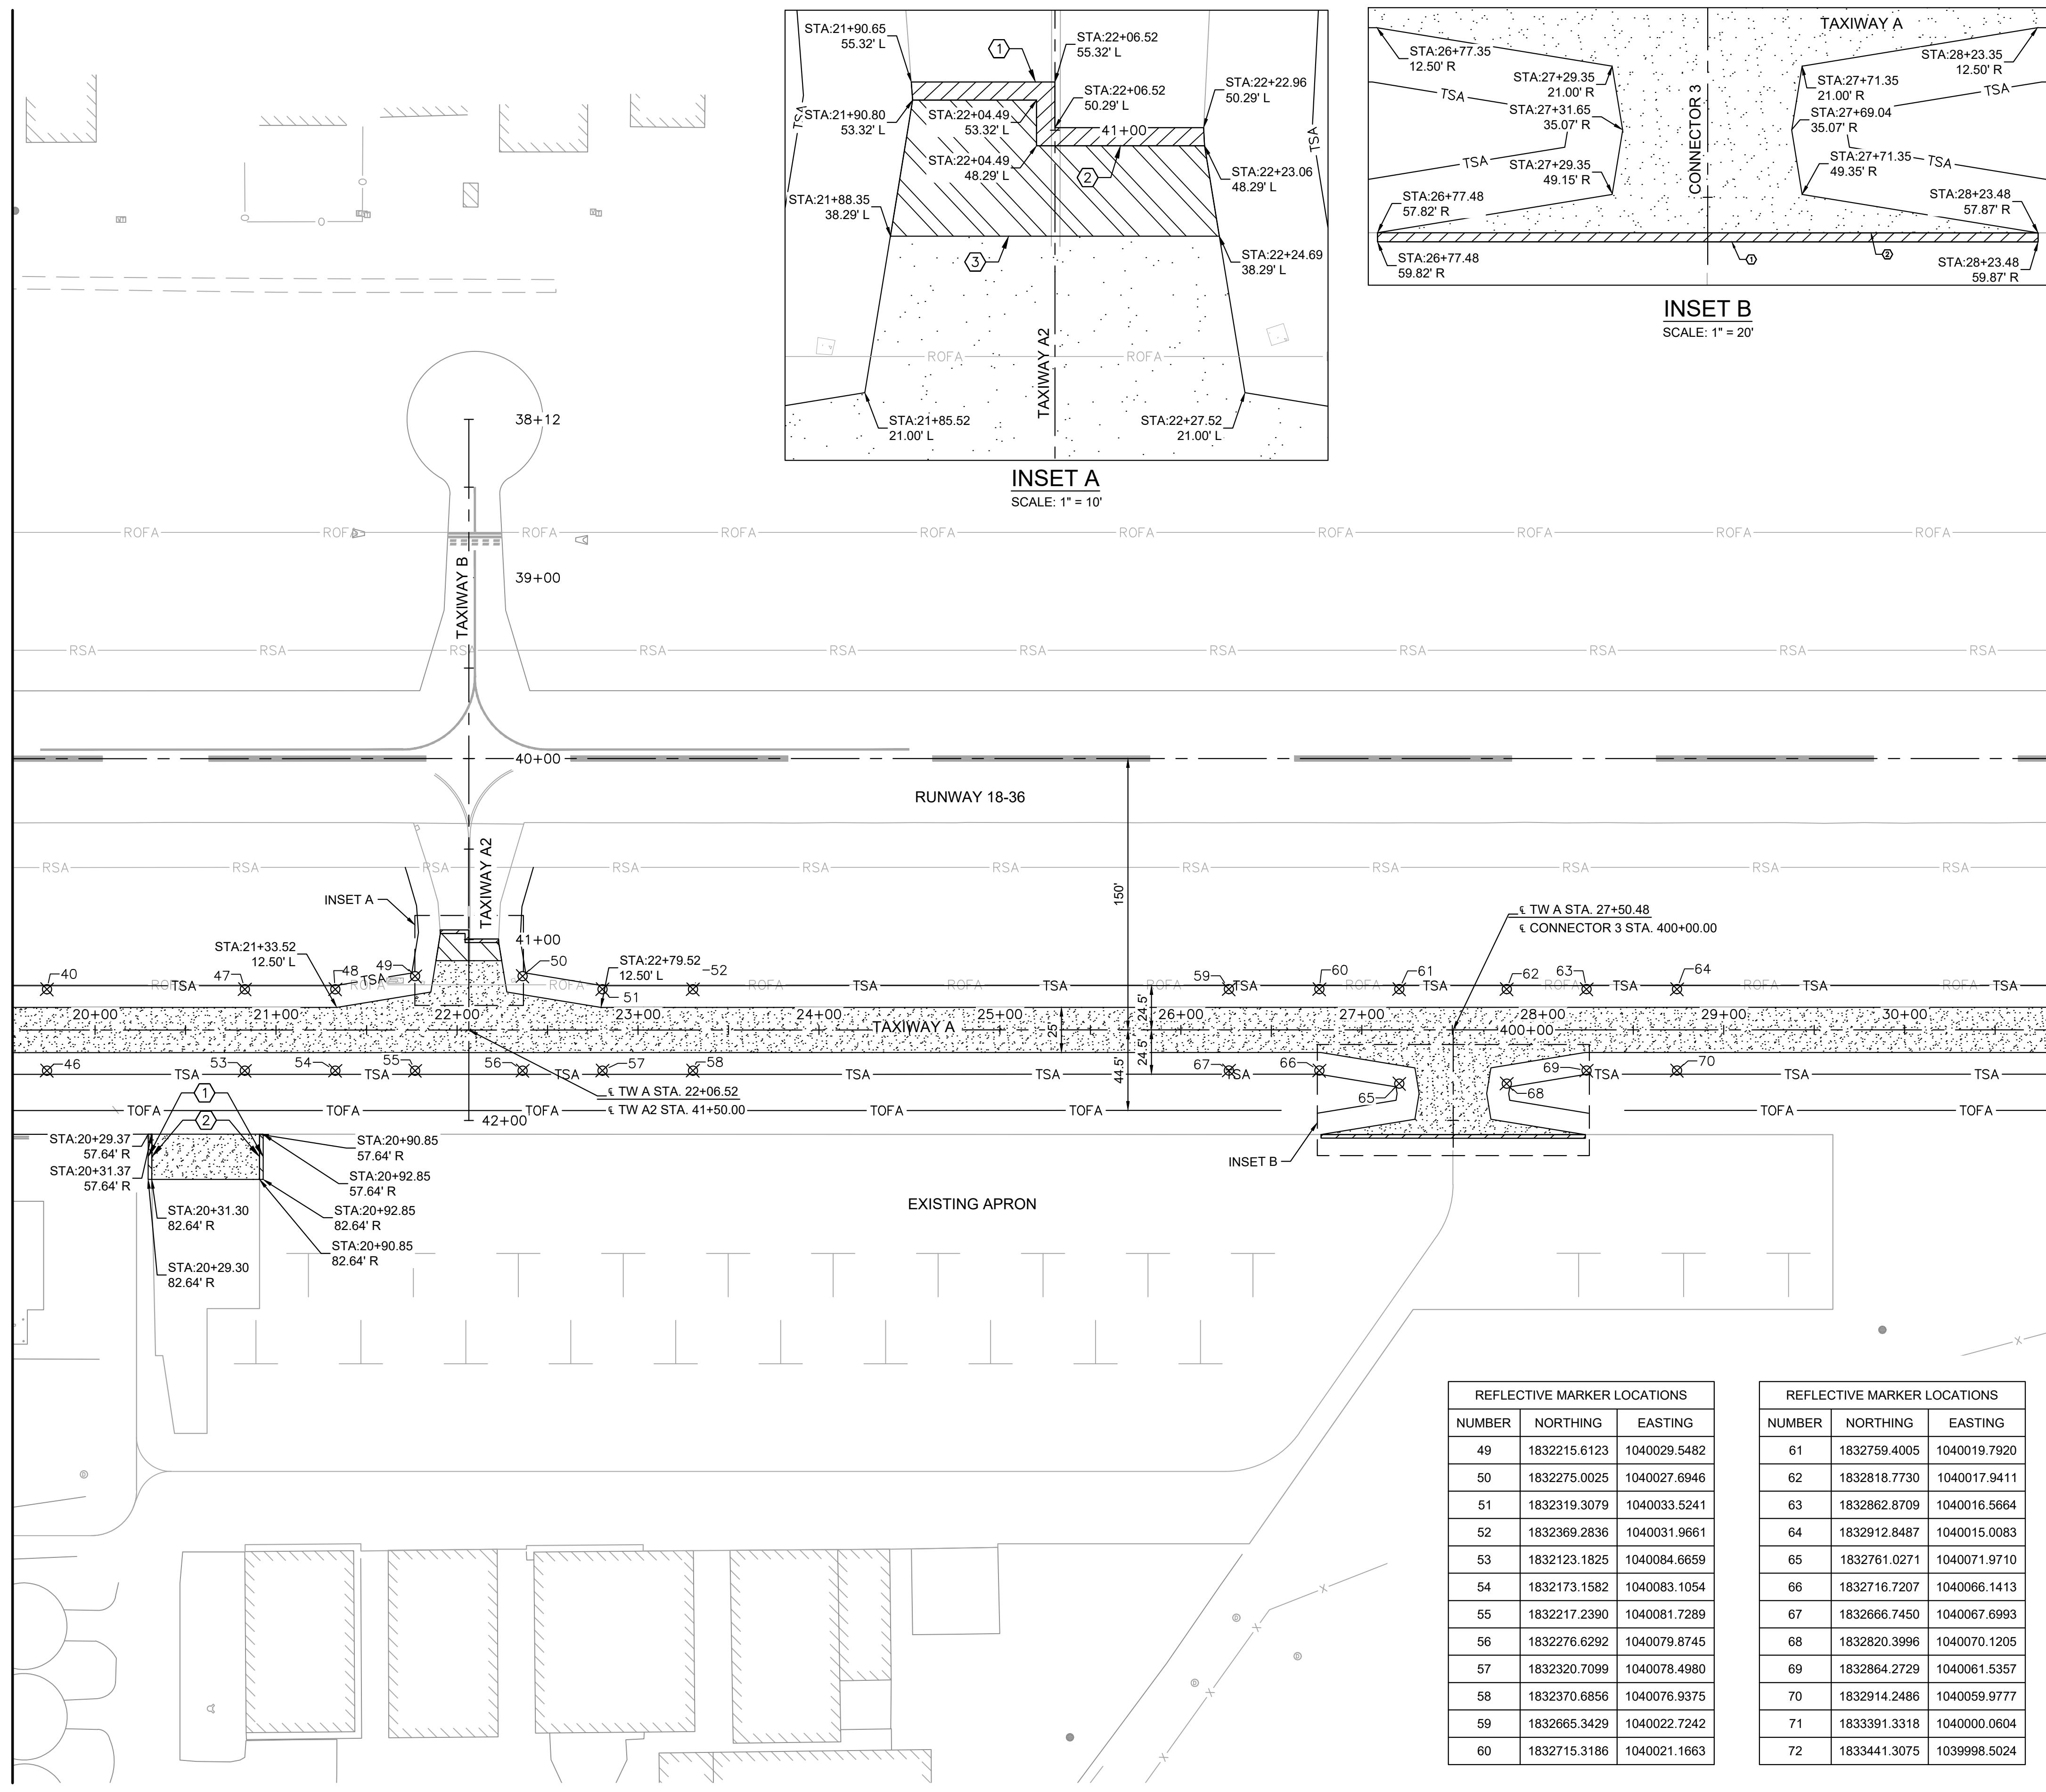 STA:21+90.65
55.32' L
1
STA:22+06.52
55.32' L
STA:22+22.96
50.29' L
STA:22+06.52
50.29' L
STA:21+90.80
53.32' L
STA:22+04.49
53.32' L
41+00
TSA
TSA
STA:22+04.49
48.29' L
2
STA:22+23.06
48.29' L
STA:21+88.35
38.29' L
3
STA:22+24.69
38.29' L
ROFA
ROFA
TAXIWAY A2
STA:21+85.52
21.00' L
STA:22+27.52
21.00' L
INSET A
SCALE: 1" = 10'
TAXIWAY A
STA:26+77.35
12.50' R
STA:28+23.35
12.50' R
STA:27+29.35
21.00' R
STA:27+71.35
21.00' R
TSA
TSA
STA:27+31.65
35.07' R
STA:27+69.04
35.07' R
CONNECTOR 3
TSA
TSA
STA:27+29.35
49.15' R
STA:27+71.35
49.35' R
STA:26+77.48
57.82' R
STA:28+23.48
57.87' R
STA:26+77.48
59.82' R
1
2
STA:28+23.48
59.87' R
INSET B
SCALE: 1" = 20'
38+12
ROFA ROFA ROFA ROFA ROFA ROFA ROFA ROFA ROFA ROFA
TAXIWAY B
39+00
RSA RSA RSA RSA RSA RSA RSA RSA RSA RSA RSA
40+00
RUNWAY 18-36
TAXIWAY A2
RSA RSA RSA RSA RSA RSA RSA RSA RSA RSA RSA
150'
INSET A
℄ TW A STA. 27+50.48
℄ CONNECTOR 3 STA. 400+00.00
41+00
STA:21+33.52
12.50' L
STA:22+79.52
12.50' L
40 47 48 49 50 51 52 59 60 61 62 63 64
ROFA ROFA ROFA ROFA ROFA ROFA ROFA ROFA ROFA ROFA
TSA TSA TSA TSA TSA TSA TSA TSA TSA TSA
20+00 21+00 22+00 23+00 24+00 25+00 26+00 27+00 28+00 29+00 30+00
TAXIWAY A
400+00
25'
24.5'
24.5'
44.5'
46 53 54 55 56 57 58 67 66 65 68 69 70
TSA TSA TSA TSA TSA TSA TSA TSA TSA TSA
℄ TW A STA. 22+06.52
℄ TW A2 STA. 41+50.00
TOFA TOFA TOFA TOFA TOFA TOFA TOFA TOFA
42+00
1
2
STA:20+29.37
57.64' R
STA:20+31.37
57.64' R
STA:20+90.85
57.64' R
STA:20+92.85
57.64' R
STA:20+31.30
82.64' R
STA:20+92.85
82.64' R
STA:20+90.85
82.64' R
STA:20+29.30
82.64' R
INSET B
EXISTING APRON
X
X
X
X
X
REFLECTIVE MARKER LOCATIONS
NUMBER NORTHING EASTING
49 1832215.6123 1040029.5482
50 1832275.0025 1040027.6946
51 1832319.3079 1040033.5241
52 1832369.2836 1040031.9661
53 1832123.1825 1040084.6659
54 1832173.1582 1040083.1054
55 1832217.2390 1040081.7289
56 1832276.6292 1040079.8745
57 1832320.7099 1040078.4980
58 1832370.6856 1040076.9375
59 1832665.3429 1040022.7242
60 1832715.3186 1040021.1663
REFLECTIVE MARKER LOCATIONS
NUMBER NORTHING EASTING
61 1832759.4005 1040019.7920
62 1832818.7730 1040017.9411
63 1832862.8709 1040016.5664
64 1832912.8487 1040015.0083
65 1832761.0271 1040071.9710
66 1832716.7207 1040066.1413
67 1832666.7450 1040067.6993
68 1832820.3996 1040070.1205
69 1832864.2729 1040061.5357
70 1832914.2486 1040059.9777
71 1833391.3318 1040000.0604
72 1833441.3075 1039998.5024